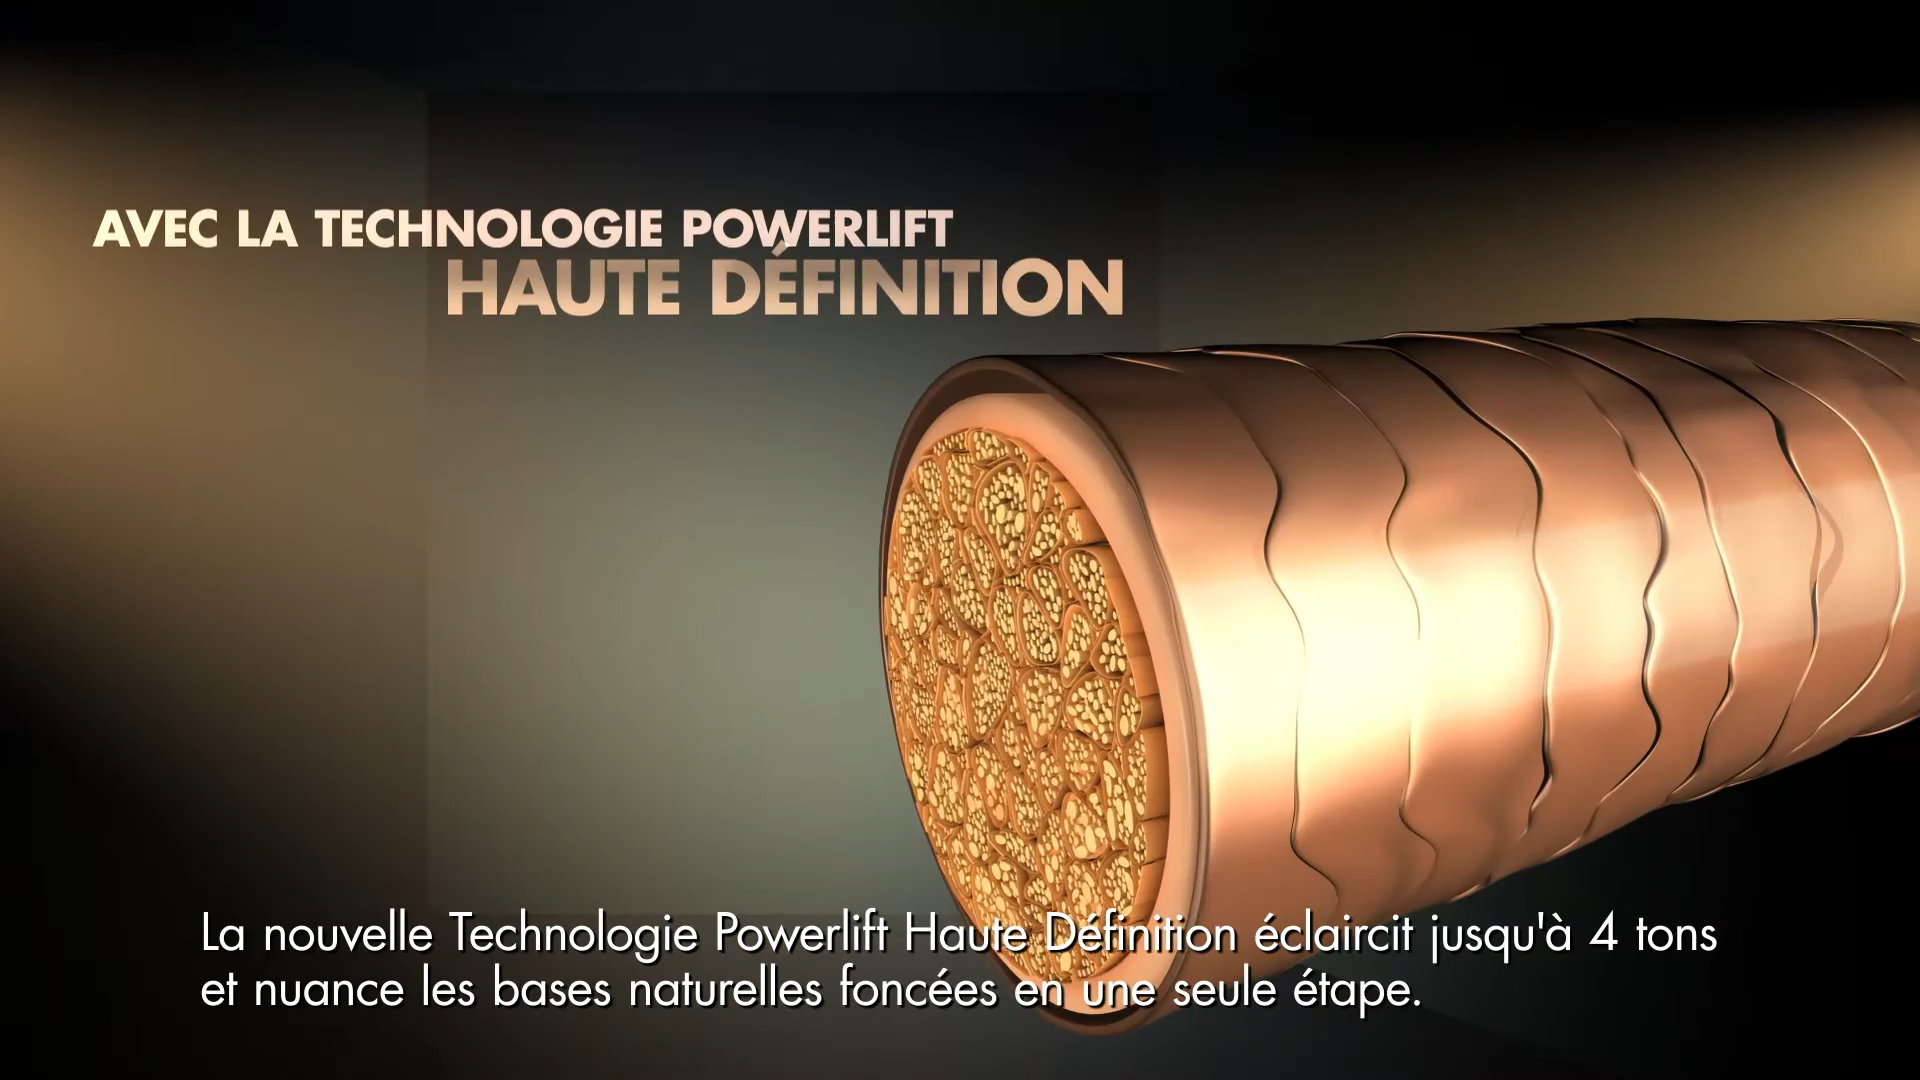 AVEC LA TECHNOLOGIE POWERLIFT
HAUTE DÉFINITION
La nouvelle Technologie Powerlift Haute Définition éclaircit jusqu'à 4 tons
et nuance les bases naturelles foncées en une seule étape.